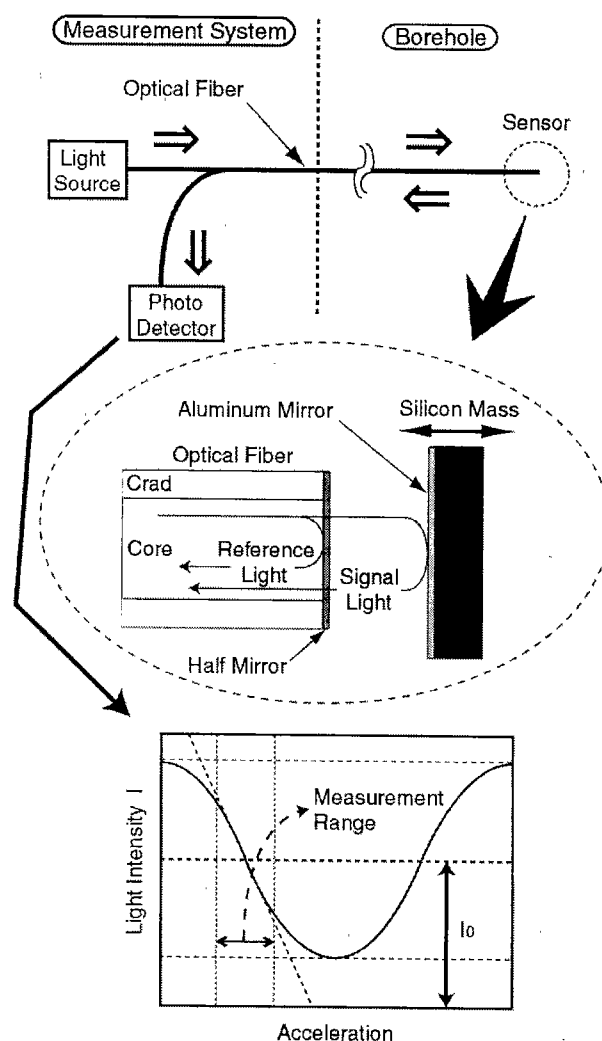 Measurement System
Borehole
Optical Fiber
Sensor
Light
Source
Photo
Detector
Aluminum Mirror
Silicon Mass
Optical Fiber
Crad
Core
Reference
Light
Signal
Light
Half Mirror
Measurement
Range
Light Intensity I
I0
Acceleration